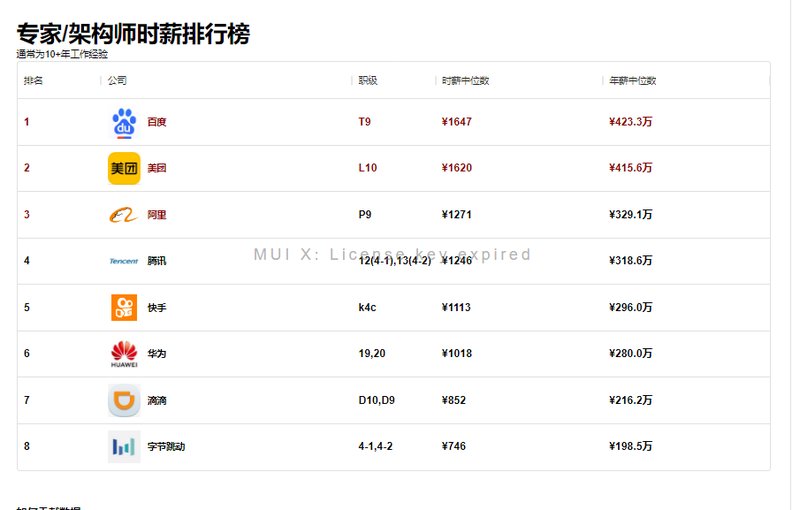 专家/架构师时薪排行榜
通常为10+年工作经验
排名 公司 职级 时薪中位数 年薪中位数
1 du 百度 T9 ¥1647 ¥423.3万
2 美团 美团 L10 ¥1620 ¥415.6万
3 阿里 P9 ¥1271 ¥329.1万
4 Tencent 腾讯 12(4-1),13(4-2) ¥1246 ¥318.6万
MUI X: License key expired
5 快手 k4c ¥1113 ¥296.0万
6 HUAWEI 华为 19,20 ¥1018 ¥280.0万
7 滴滴 D10,D9 ¥852 ¥216.2万
8 字节跳动 4-1,4-2 ¥746 ¥198.5万